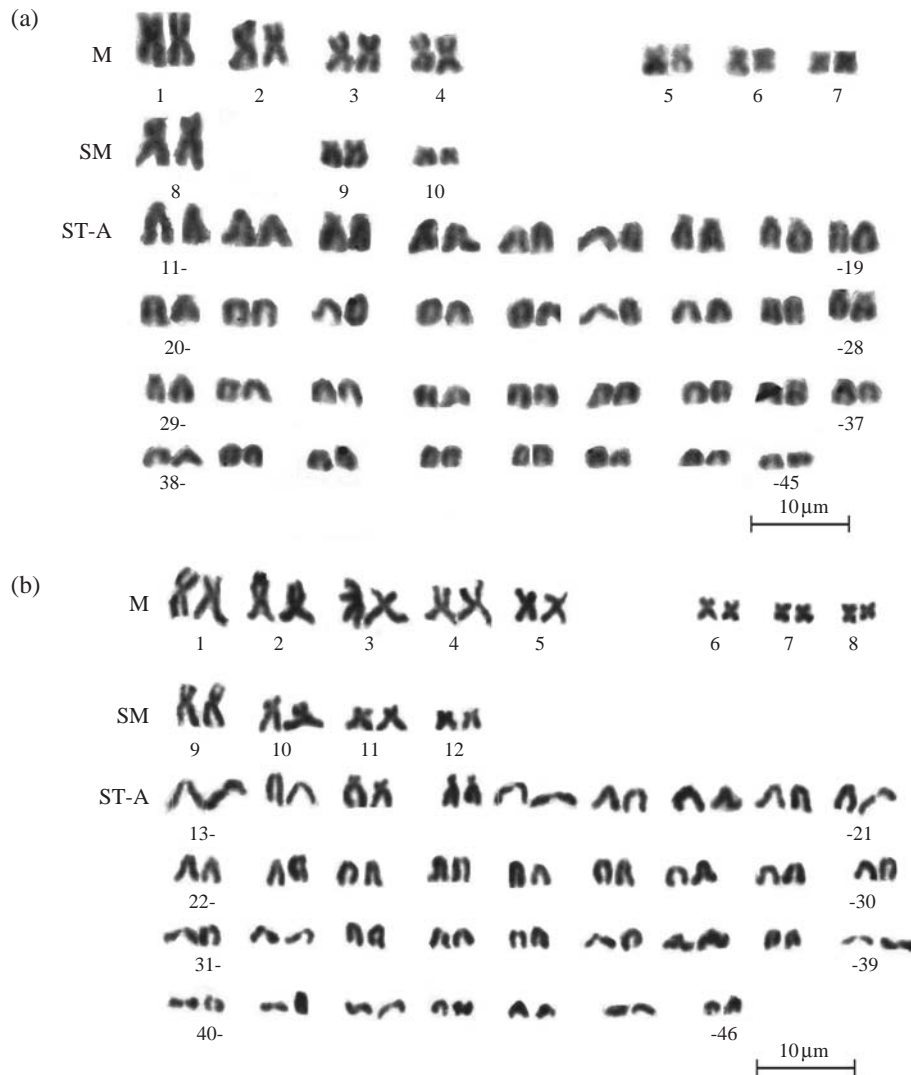 (a)
M
1 2 3 4 5 6 7
SM
8 9 10
ST-A
11- -19
20- -28
29- -37
38- -45
10 μm
(b)
M
1 2 3 4 5 6 7 8
SM
9 10 11 12
ST-A
13- -21
22- -30
31- -39
40- -46
10 μm